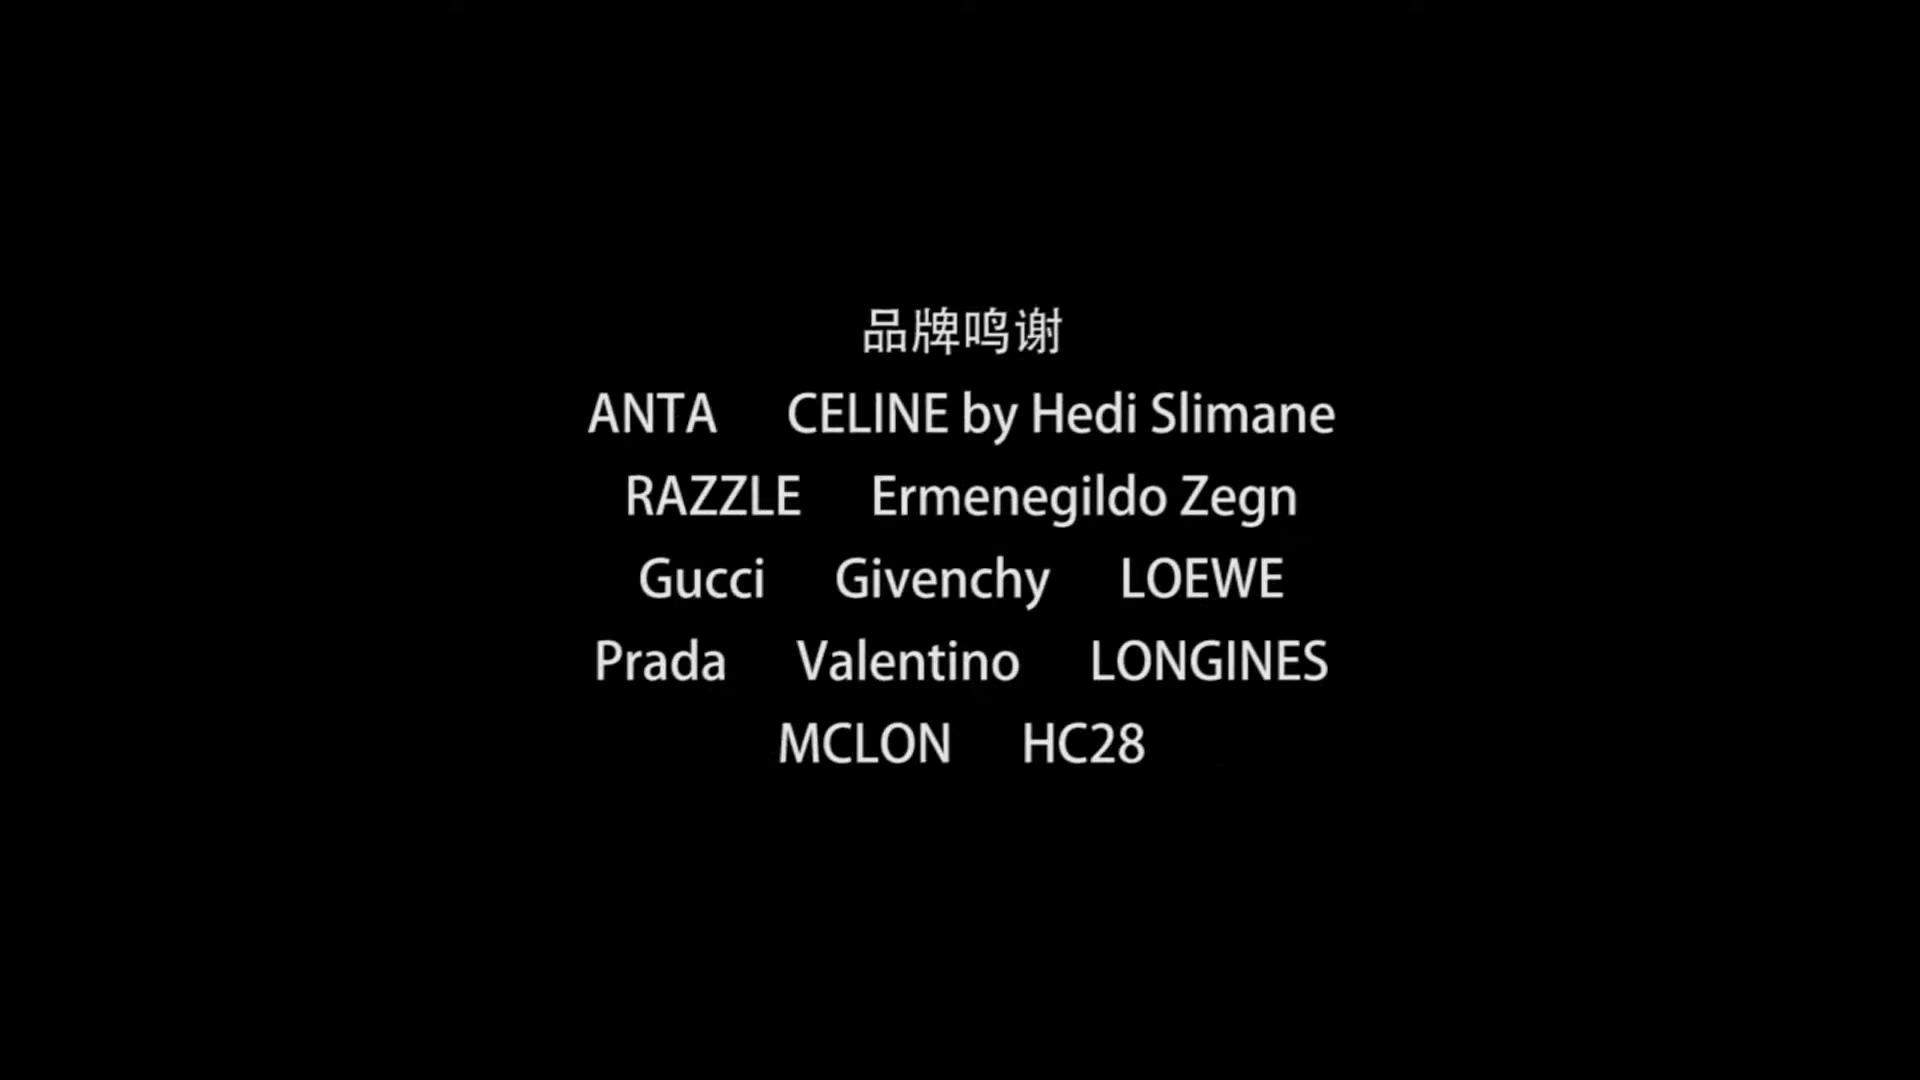 品牌鸣谢
ANTA CELINE by Hedi Slimane
RAZZLE Ermenegildo Zegn
Gucci Givenchy LOEWE
Prada Valentino LONGINES
MCLON HC28